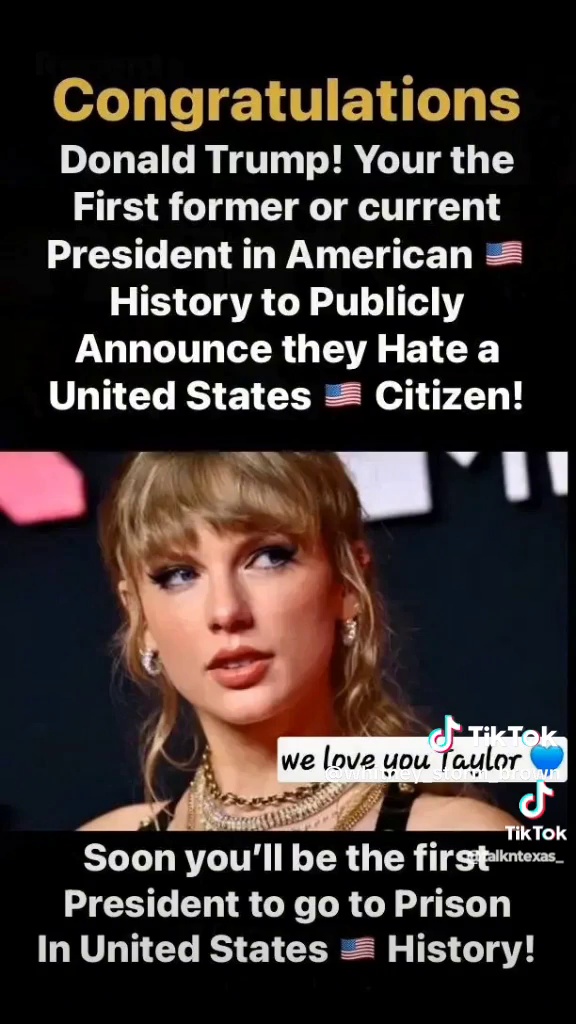 Congratulations
Donald Trump! Your the
First former or current
President in American 🇺🇸
History to Publicly
Announce they Hate a
United States 🇺🇸 Citizen!
we love you Taylor 💙
TikTok
TikTok
Soon you'll be the first
President to go to Prison
In United States 🇺🇸 History!